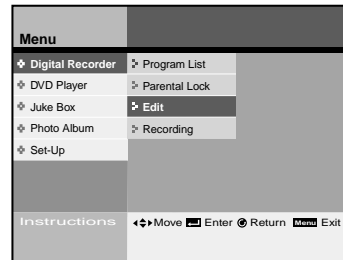 Menu
Digital Recorder
Program List
DVD Player
Parental Lock
Juke Box
Edit
Photo Album
Recording
Set-Up
Instructions
Move Enter Return Menu Exit